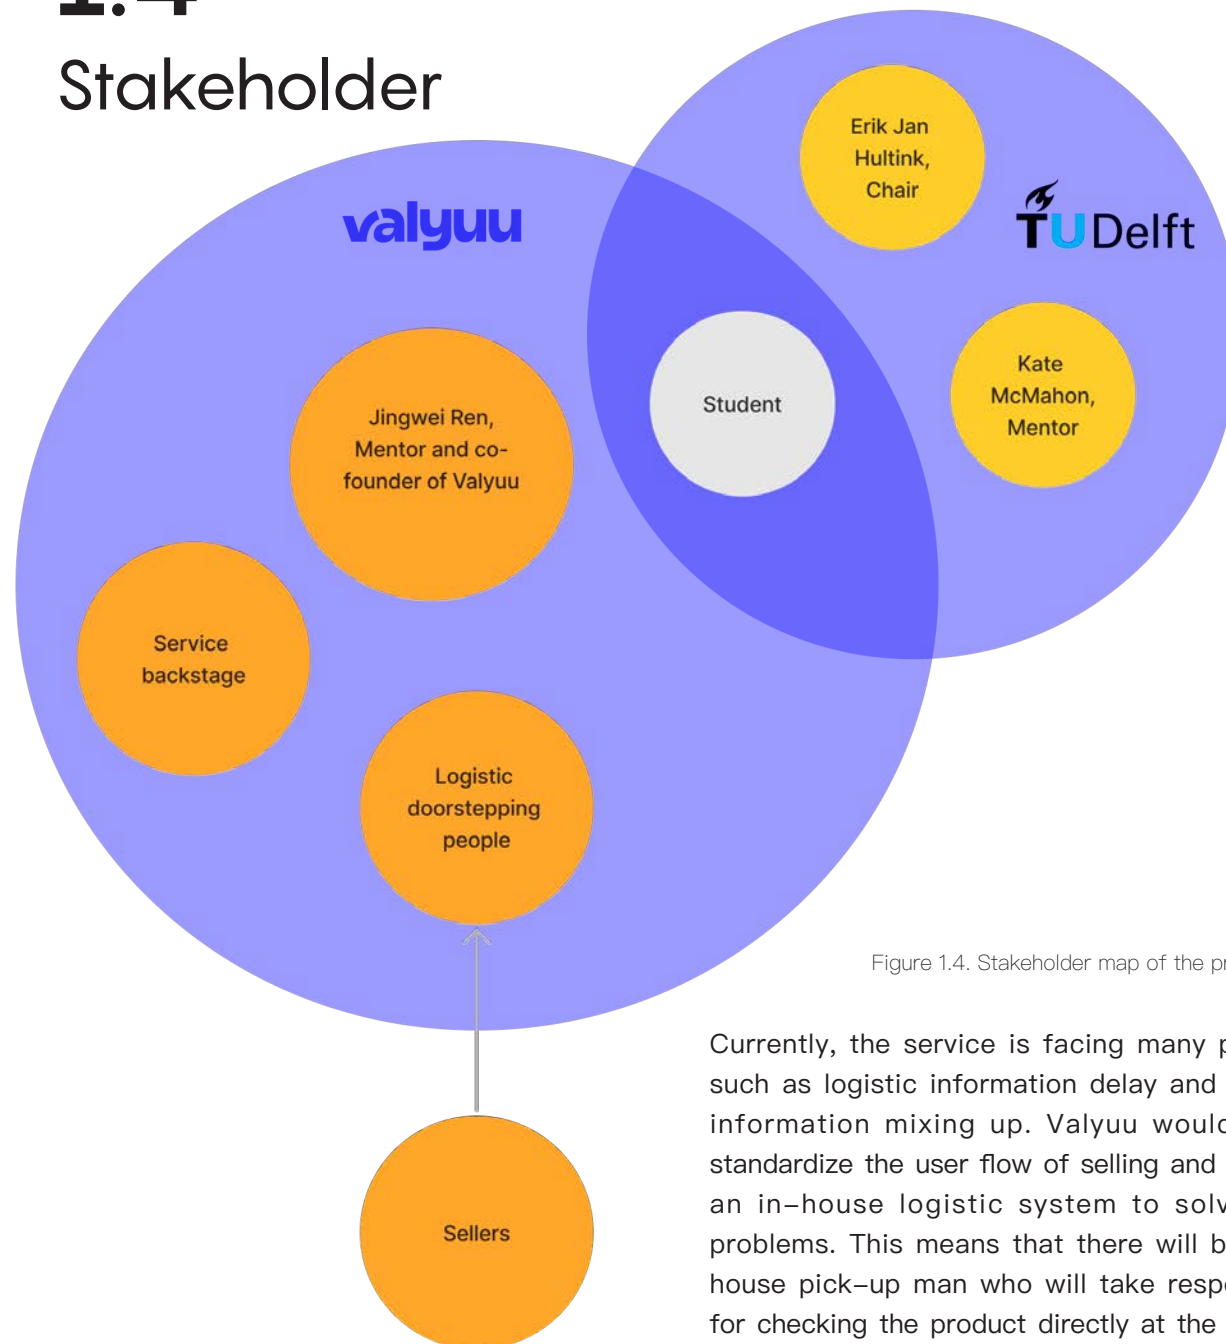 1.4
Stakeholder
valyuu
Erik Jan
Hultink,
Chair
TUDelft
Kate
McMahon,
Mentor
Student
Jingwei Ren,
Mentor and co-
founder of Valyuu
Service
backstage
Logistic
doorstepping
people
Sellers
Figure 1.4. Stakeholder map of the
Currently, the service is facing many
such as logistic information delay and
information mixing up. Valyuu
standardize the user flow of selling and
an in–house logistic system to
problems. This means that there will
house pick–up man who will take
for checking the product directly at the